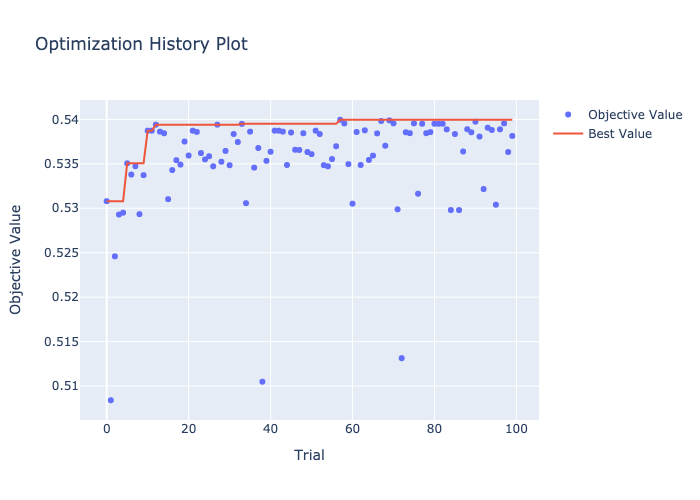 Optimization History Plot
Objective Value
Best Value
0.54
0.535
0.53
0.525
0.52
0.515
0.51
Objective Value
0
20
40
60
80
100
Trial